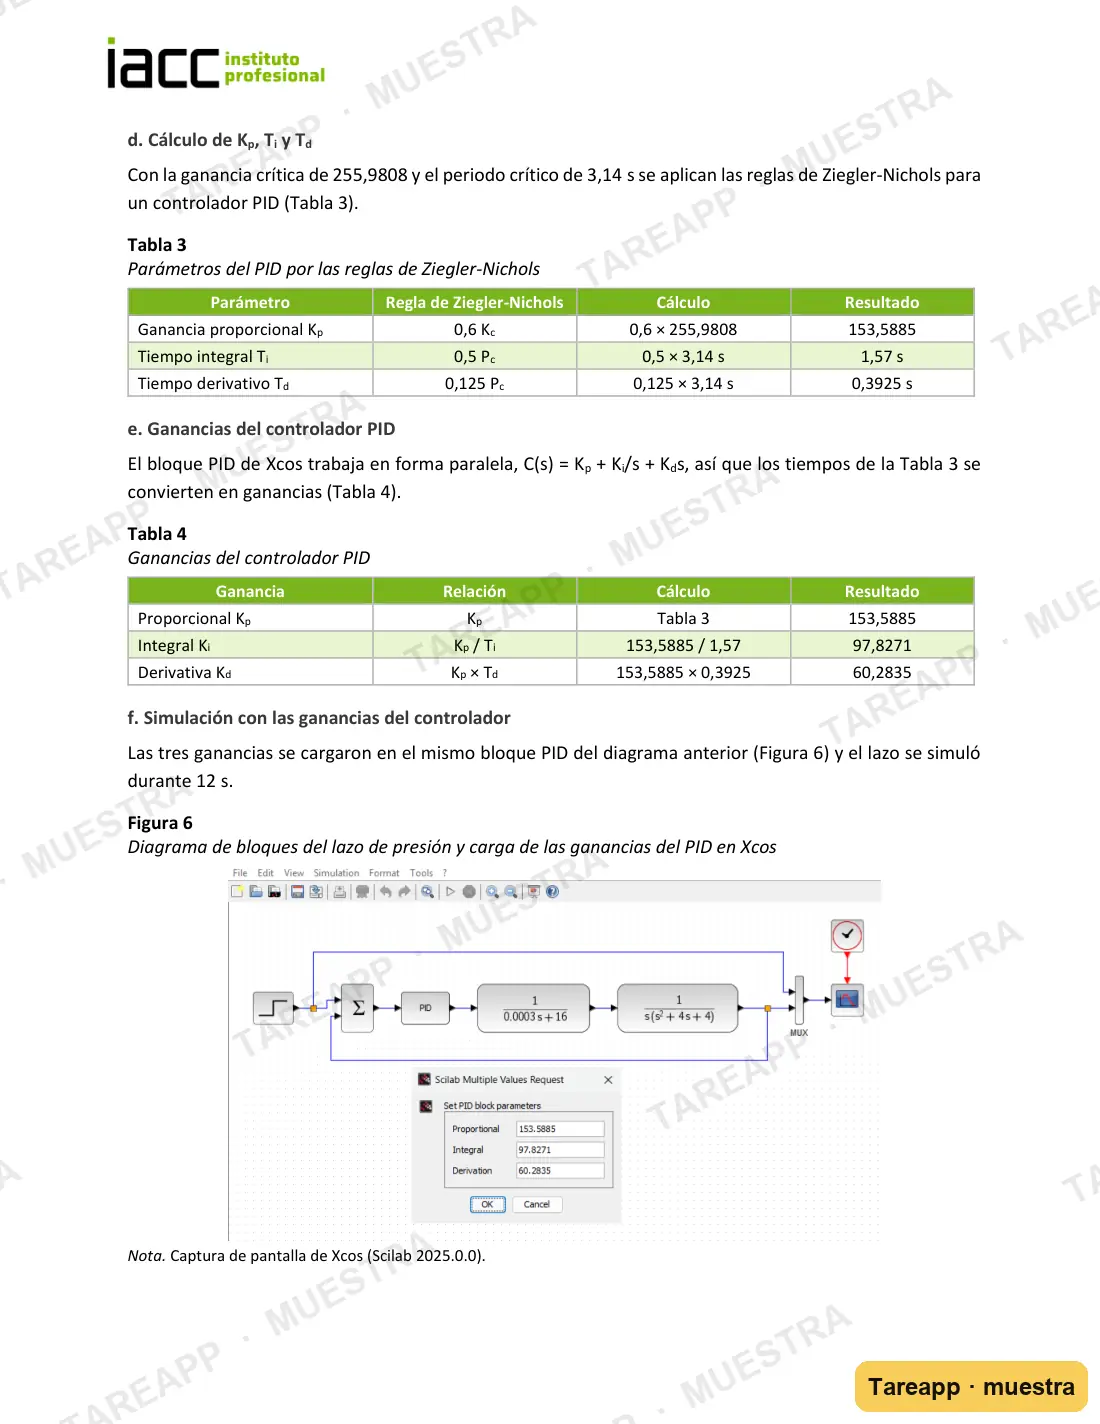 iacc instituto
profesional
d. Cálculo de Kp, Ti y Td
Con la ganancia crítica de 255,9808 y el periodo crítico de 3,14 s se aplican las reglas de Ziegler-Nichols para
un controlador PID (Tabla 3).
Tabla 3
Parámetros del PID por las reglas de Ziegler-Nichols
Parámetro Regla de Ziegler-Nichols Cálculo Resultado
Ganancia proporcional Kp 0,6 Kc 0,6 × 255,9808 153,5885
Tiempo integral Ti 0,5 Pc 0,5 × 3,14 s 1,57 s
Tiempo derivativo Td 0,125 Pc 0,125 × 3,14 s 0,3925 s
e. Ganancias del controlador PID
El bloque PID de Xcos trabaja en forma paralela, C(s) = Kp + Ki/s + Kds, así que los tiempos de la Tabla 3 se
convierten en ganancias (Tabla 4).
Tabla 4
Ganancias del controlador PID
Ganancia Relación Cálculo Resultado
Proporcional Kp Kp Tabla 3 153,5885
Integral Ki Kp / Ti 153,5885 / 1,57 97,8271
Derivativa Kd Kp × Td 153,5885 × 0,3925 60,2835
f. Simulación con las ganancias del controlador
Las tres ganancias se cargaron en el mismo bloque PID del diagrama anterior (Figura 6) y el lazo se simuló
durante 12 s.
Figura 6
Diagrama de bloques del lazo de presión y carga de las ganancias del PID en Xcos
File Edit View Simulation Format Tools ?
Σ PID 1 / 0.0003 s + 16 1 / s(s² + 4s + 4)
MUX
Scilab Multiple Values Request
Set PID block parameters
Proportional 153.5885
Integral 97.8271
Derivation 60.2835
OK Cancel
Nota. Captura de pantalla de Xcos (Scilab 2025.0.0).
TAREAPP · MUESTRA
Tareapp · muestra